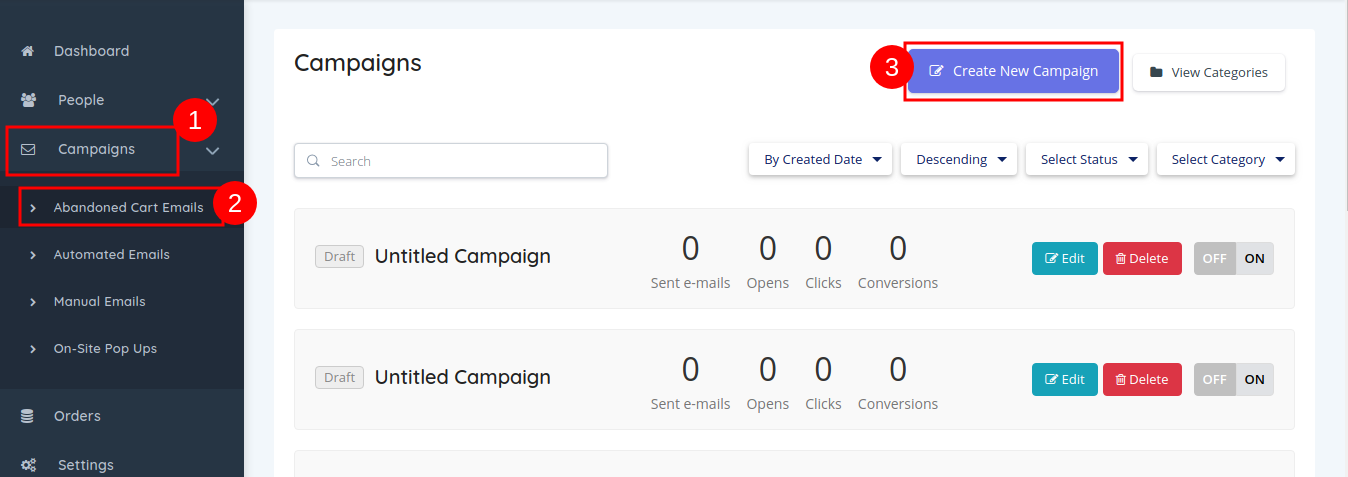 Dashboard
People
1
Campaigns
2
Abandoned Cart Emails
Automated Emails
Manual Emails
On-Site Pop Ups
Orders
Settings
Campaigns
3
Create New Campaign
View Categories
Search
By Created Date
Descending
Select Status
Select Category
Draft
Untitled Campaign
0 0 0 0
Sent e-mails Opens Clicks Conversions
Edit
Delete
OFF ON
Draft
Untitled Campaign
0 0 0 0
Sent e-mails Opens Clicks Conversions
Edit
Delete
OFF ON